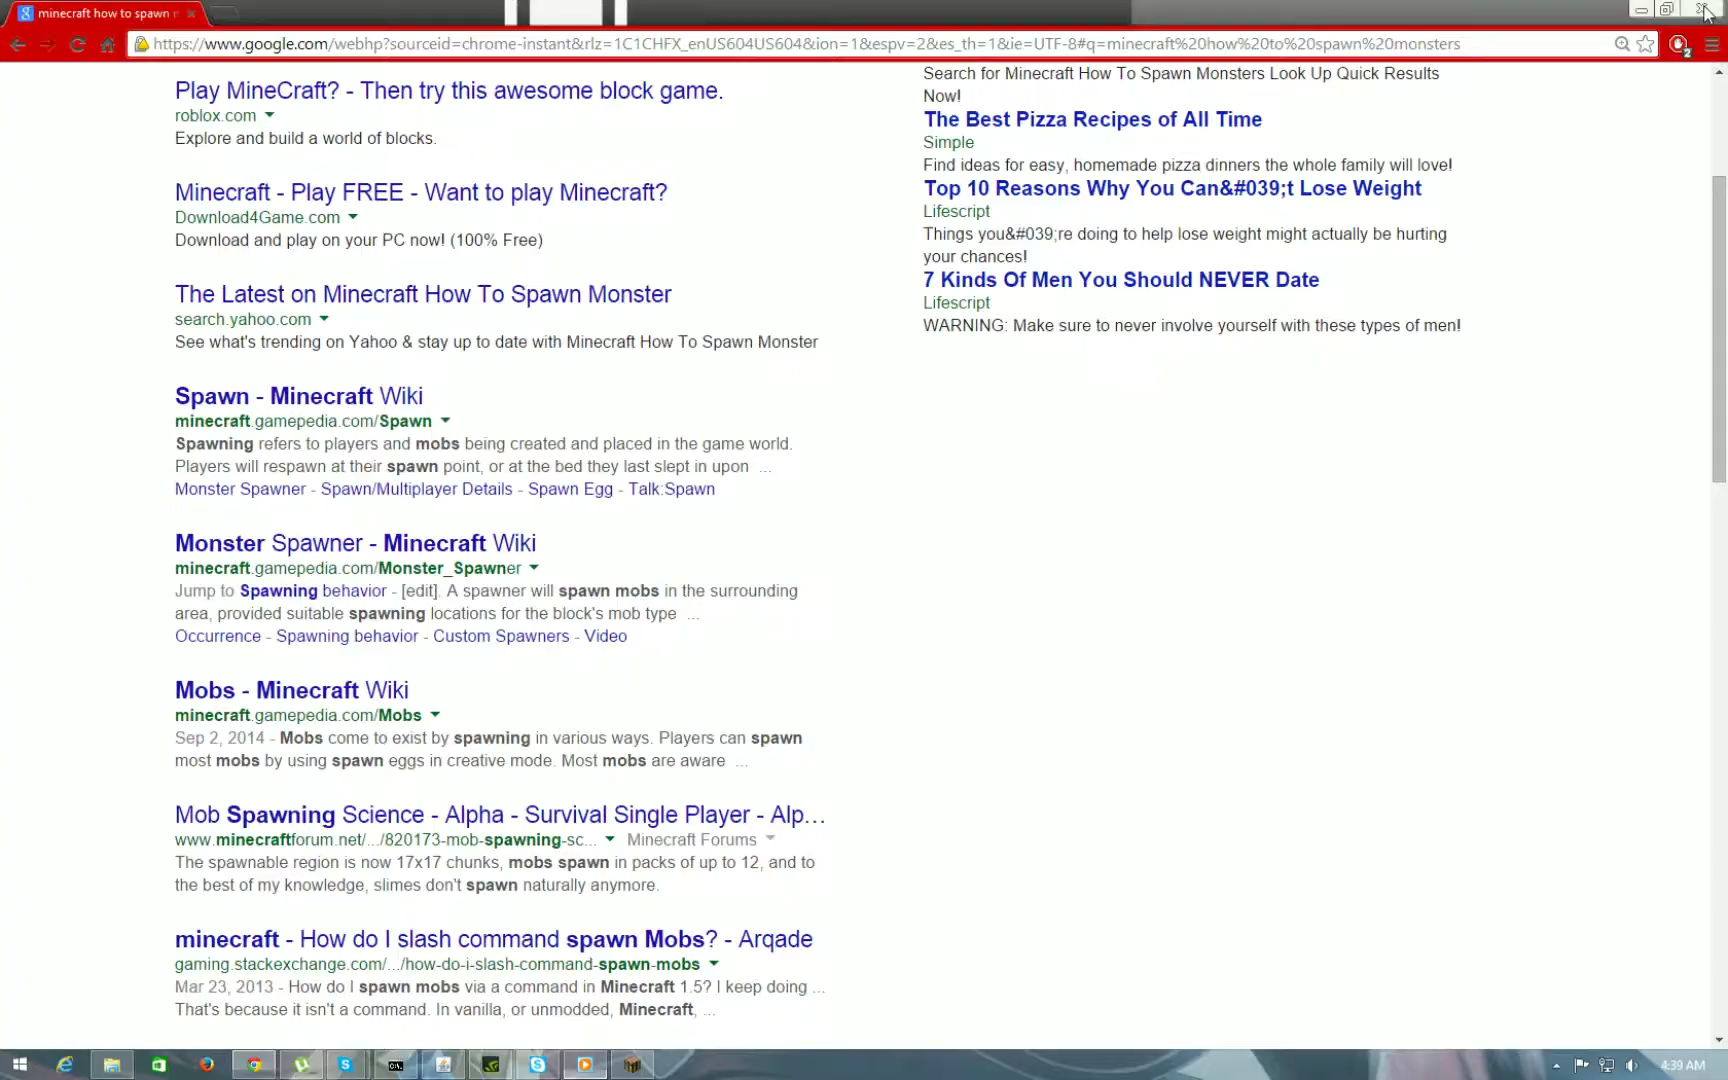 minecraft how to spawn
https://www.google.com/webhp?sourceid=chrome-instant&rlz=1C1CHFX_enUS604US604&ion=1&espv=2&es_th=1&ie=UTF-8#q=minecraft%20how%20to%20spawn%20monsters
2
Play MineCraft? - Then try this awesome block game.
roblox.com
Explore and build a world of blocks.
Minecraft - Play FREE - Want to play Minecraft?
Download4Game.com
Download and play on your PC now! (100% Free)
The Latest on Minecraft How To Spawn Monster
search.yahoo.com
See what's trending on Yahoo & stay up to date with Minecraft How To Spawn Monster
Spawn - Minecraft Wiki
minecraft.gamepedia.com/Spawn
Spawning refers to players and mobs being created and placed in the game world.
Players will respawn at their spawn point, or at the bed they last slept in upon ...
Monster Spawner - Spawn/Multiplayer Details - Spawn Egg - Talk:Spawn
Monster Spawner - Minecraft Wiki
minecraft.gamepedia.com/Monster_Spawner
Jump to Spawning behavior - [edit]. A spawner will spawn mobs in the surrounding
area, provided suitable spawning locations for the block's mob type ...
Occurrence - Spawning behavior - Custom Spawners - Video
Mobs - Minecraft Wiki
minecraft.gamepedia.com/Mobs
Sep 2, 2014 - Mobs come to exist by spawning in various ways. Players can spawn
most mobs by using spawn eggs in creative mode. Most mobs are aware ...
Mob Spawning Science - Alpha - Survival Single Player - Alp...
www.minecraftforum.net/.../820173-mob-spawning-sc... Minecraft Forums
The spawnable region is now 17x17 chunks, mobs spawn in packs of up to 12, and to
the best of my knowledge, slimes don't spawn naturally anymore.
minecraft - How do I slash command spawn Mobs? - Arqade
gaming.stackexchange.com/.../how-do-i-slash-command-spawn-mobs
Mar 23, 2013 - How do I spawn mobs via a command in Minecraft 1.5? I keep doing ...
That's because it isn't a command. In vanilla, or unmodded, Minecraft, ...
Search for Minecraft How To Spawn Monsters Look Up Quick Results
Now!
The Best Pizza Recipes of All Time
Simple
Find ideas for easy, homemade pizza dinners the whole family will love!
Top 10 Reasons Why You Can&#039;t Lose Weight
Lifescript
Things you&#039;re doing to help lose weight might actually be hurting
your chances!
7 Kinds Of Men You Should NEVER Date
Lifescript
WARNING: Make sure to never involve yourself with these types of men!
4:39 AM